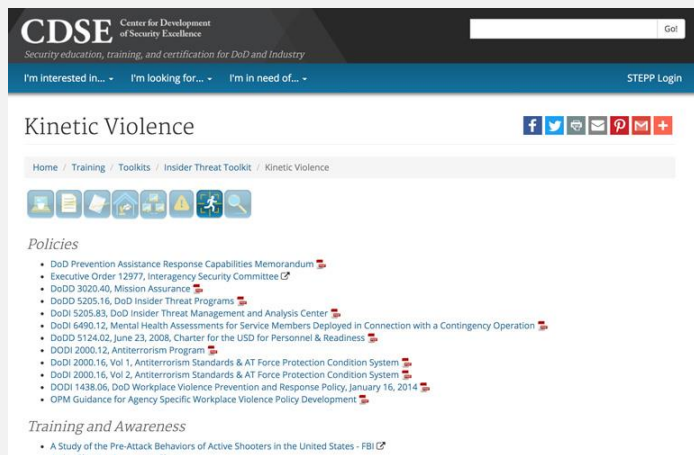 CDSE Center for Development
of Security Excellence
Go!
Security education, training, and certification for DoD and Industry
I'm interested in... I'm looking for... I'm in need of... STEPP Login
Kinetic Violence
Home / Training / Toolkits / Insider Threat Toolkit / Kinetic Violence
Policies
• DoD Prevention Assistance Response Capabilities Memorandum
• Executive Order 12977, Interagency Security Committee
• DoDD 3020.40, Mission Assurance
• DoDD 5205.16, DoD Insider Threat Programs
• DoDI 5205.83, DoD Insider Threat Management and Analysis Center
• DoDI 6490.12, Mental Health Assessments for Service Members Deployed in Connection with a Contingency Operation
• DoDD 5124.02, June 23, 2008, Charter for the USD for Personnel & Readiness
• DODI 2000.12, Antiterrorism Program
• DoDI 2000.16, Vol 1, Antiterrorism Standards & AT Force Protection Condition System
• DoDI 2000.16, Vol 2, Antiterrorism Standards & AT Force Protection Condition System
• DODI 1438.06, DoD Workplace Violence Prevention and Response Policy, January 16, 2014
• OPM Guidance for Agency Specific Workplace Violence Policy Development
Training and Awareness
• A Study of the Pre-Attack Behaviors of Active Shooters in the United States - FBI